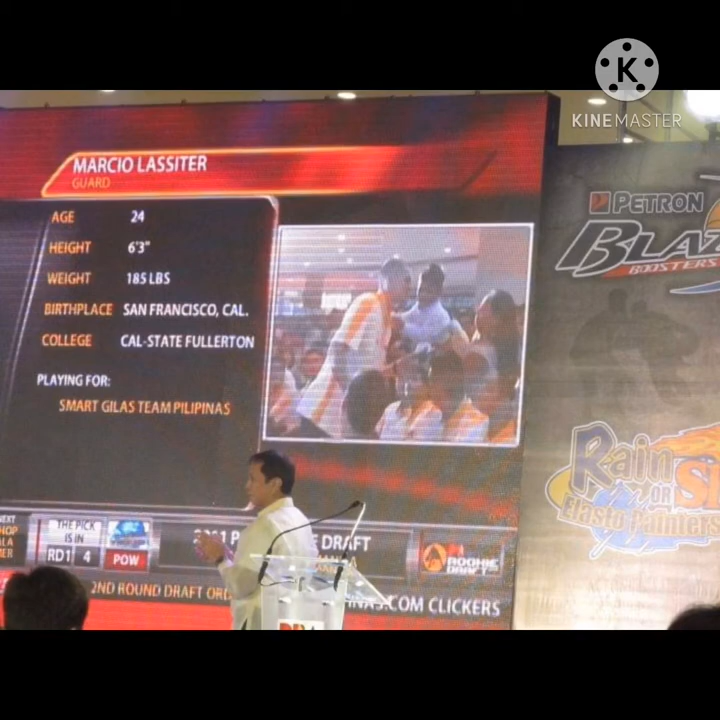 KINEMASTER
MARCIO LASSITER
GUARD
AGE 24
HEIGHT 6'3"
WEIGHT 185 LBS
BIRTHPLACE SAN FRANCISCO, CAL.
COLLEGE CAL-STATE FULLERTON
PLAYING FOR:
SMART GILAS TEAM PILIPINAS
NEXT
THE PICK
IS IN
RD1 4
POW
DRAFT
ROOKIE
DRAFT
2ND ROUND DRAFT
.COM CLICKERS
PETRON
BLAZ
BOOSTERS
Rain
OR
Elasto Painters